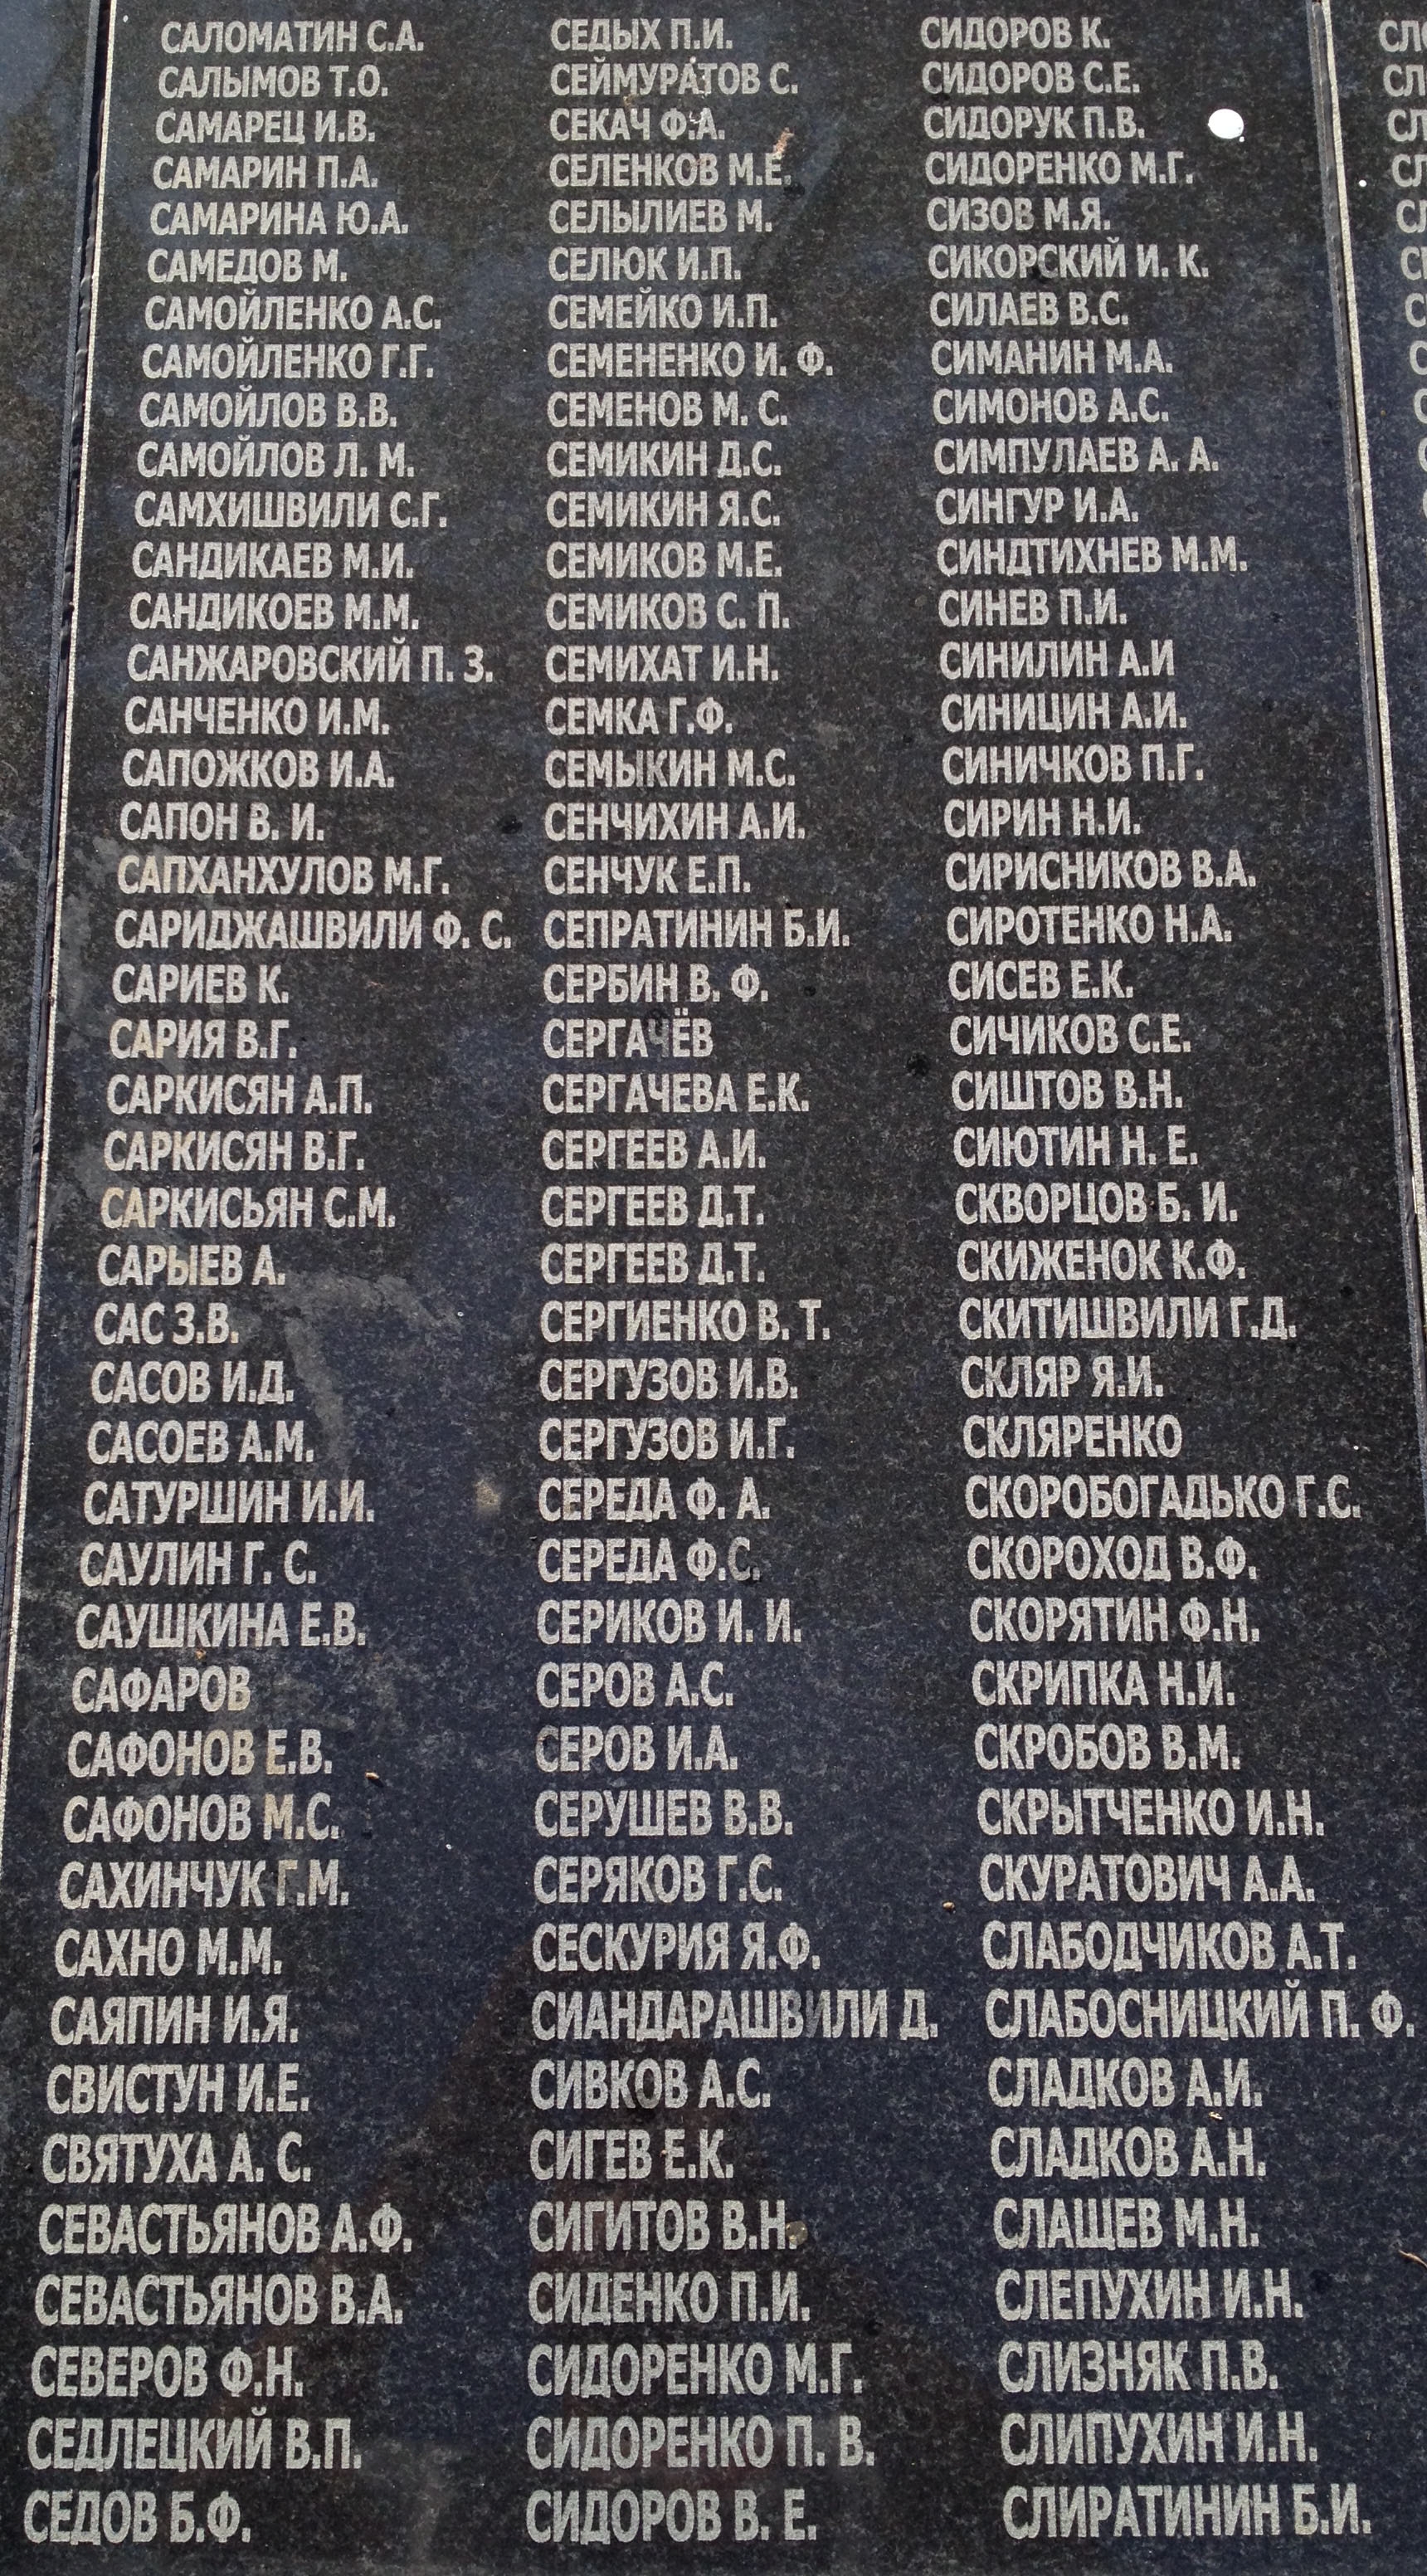 САЛОМАТИН С.А.
САЛЫМОВ Т.О.
САМАРЕЦ И.В.
САМАРИН П.А.
САМАРИНА Ю.А.
САМЕДОВ М.
САМОЙЛЕНКО А.С.
САМОЙЛЕНКО Г.Г.
САМОЙЛОВ В.В.
САМОЙЛОВ Л. М.
САМХИШВИЛИ С.Г.
САНДИКАЕВ М.И.
САНДИКОЕВ М.М.
САНЖАРОВСКИЙ П. З.
САНЧЕНКО И.М.
САПОЖКОВ И.А.
САПОН В. И.
САПХАНХУЛОВ М.Г.
САРИДЖАШВИЛИ Ф. С.
САРИЕВ К.
САРИЯ В.Г.
САРКИСЯН А.П.
САРКИСЯН В.Г.
САРКИСЬЯН С.М.
САРЫЕВ А.
САС З.В.
САСОВ И.Д.
САСОЕВ А.М.
САТУРШИН И.И.
САУЛИН Г. С.
САУШКИНА Е.В.
САФАРОВ
САФОНОВ Е.В.
САФОНОВ М.С.
САХИНЧУК Г.М.
САХНО М.М.
САЯПИН И.Я.
СВИСТУН И.Е.
СВЯТУХА А. С.
СЕВАСТЬЯНОВ А.Ф.
СЕВАСТЬЯНОВ В.А.
СЕВЕРОВ Ф.Н.
СЕДЛЕЦКИЙ В.П.
СЕДОВ Б.Ф.
СЕДЫХ П.И.
СЕЙМУРАТОВ С.
СЕКАЧ Ф.А.
СЕЛЕНКОВ М.Е.
СЕЛЫЛИЕВ М.
СЕЛЮК И.П.
СЕМЕЙКО И.П.
СЕМЕНЕНКО И. Ф.
СЕМЕНОВ М. С.
СЕМИКИН Д.С.
СЕМИКИН Я.С.
СЕМИКОВ М.Е.
СЕМИКОВ С. П.
СЕМИХАТ И.Н.
СЕМКА Г.Ф.
СЕМЫКИН М.С.
СЕНЧИХИН А.И.
СЕНЧУК Е.П.
СЕПРАТИНИН Б.И.
СЕРБИН В. Ф.
СЕРГАЧЁВ
СЕРГАЧЕВА Е.К.
СЕРГЕЕВ А.И.
СЕРГЕЕВ Д.Т.
СЕРГЕЕВ Д.Т.
СЕРГИЕНКО В. Т.
СЕРГУЗОВ И.В.
СЕРГУЗОВ И.Г.
СЕРЕДА Ф. А.
СЕРЕДА Ф.С.
СЕРИКОВ И. И.
СЕРОВ А.С.
СЕРОВ И.А.
СЕРУШЕВ В.В.
СЕРЯКОВ Г.С.
СЕСКУРИЯ Я.Ф.
СИАНДАРАШВИЛИ Д.
СИВКОВ А.С.
СИГЕВ Е.К.
СИГИТОВ В.Н.
СИДЕНКО П.И.
СИДОРЕНКО М.Г.
СИДОРЕНКО П. В.
СИДОРОВ В. Е.
СИДОРОВ К.
СИДОРОВ С.Е.
СИДОРУК П.В.
СИДОРЕНКО М.Г.
СИЗОВ М.Я.
СИКОРСКИЙ И. К.
СИЛАЕВ В.С.
СИМАНИН М.А.
СИМОНОВ А.С.
СИМПУЛАЕВ А. А.
СИНГУР И.А.
СИНДТИХНЕВ М.М.
СИНЕВ П.И.
СИНИЛИН А.И
СИНИЦИН А.И.
СИНИЧКОВ П.Г.
СИРИН Н.И.
СИРИСНИКОВ В.А.
СИРОТЕНКО Н.А.
СИСЕВ Е.К.
СИЧИКОВ С.Е.
СИШТОВ В.Н.
СИЮТИН Н. Е.
СКВОРЦОВ Б. И.
СКИЖЕНОК К.Ф.
СКИТИШВИЛИ Г.Д.
СКЛЯР Я.И.
СКЛЯРЕНКО
СКОРОБОГАДЬКО Г.С.
СКОРОХОД В.Ф.
СКОРЯТИН Ф.Н.
СКРИПКА Н.И.
СКРОБОВ В.М.
СКРЫТЧЕНКО И.Н.
СКУРАТОВИЧ А.А.
СЛАБОДЧИКОВ А.Т.
СЛАБОСНИЦКИЙ П. Ф.
СЛАДКОВ А.И.
СЛАДКОВ А.Н.
СЛАЩЕВ М.Н.
СЛЕПУХИН И.Н.
СЛИЗНЯК П.В.
СЛИПУХИН И.Н.
СПИРАТИНИН Б.И.